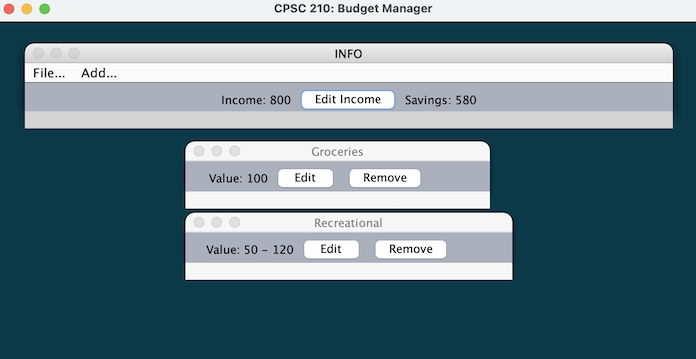 CPSC 210: Budget Manager
INFO
File... Add...
Income: 800 Edit Income Savings: 580
Groceries
Value: 100 Edit Remove
Recreational
Value: 50 - 120 Edit Remove